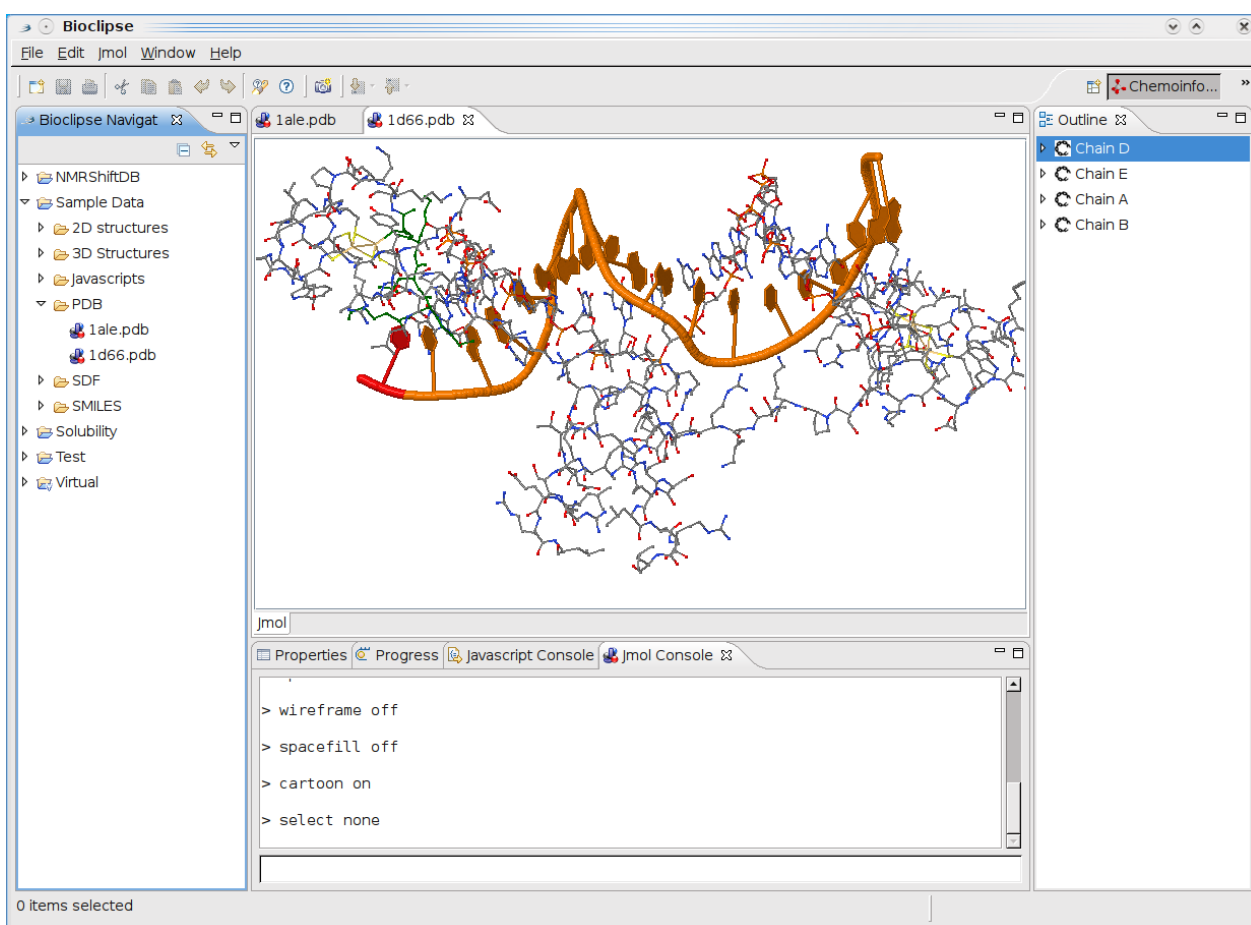 Bioclipse
File Edit Jmol Window Help
Chemoinfo... »
Bioclipse Navigat
NMRShiftDB
Sample Data
2D structures
3D Structures
Javascripts
PDB
1ale.pdb
1d66.pdb
SDF
SMILES
Solubility
Test
Virtual
1ale.pdb 1d66.pdb
Jmol
Properties Progress Javascript Console Jmol Console
> wireframe off
> spacefill off
> cartoon on
> select none
Outline
Chain D
Chain E
Chain A
Chain B
0 items selected